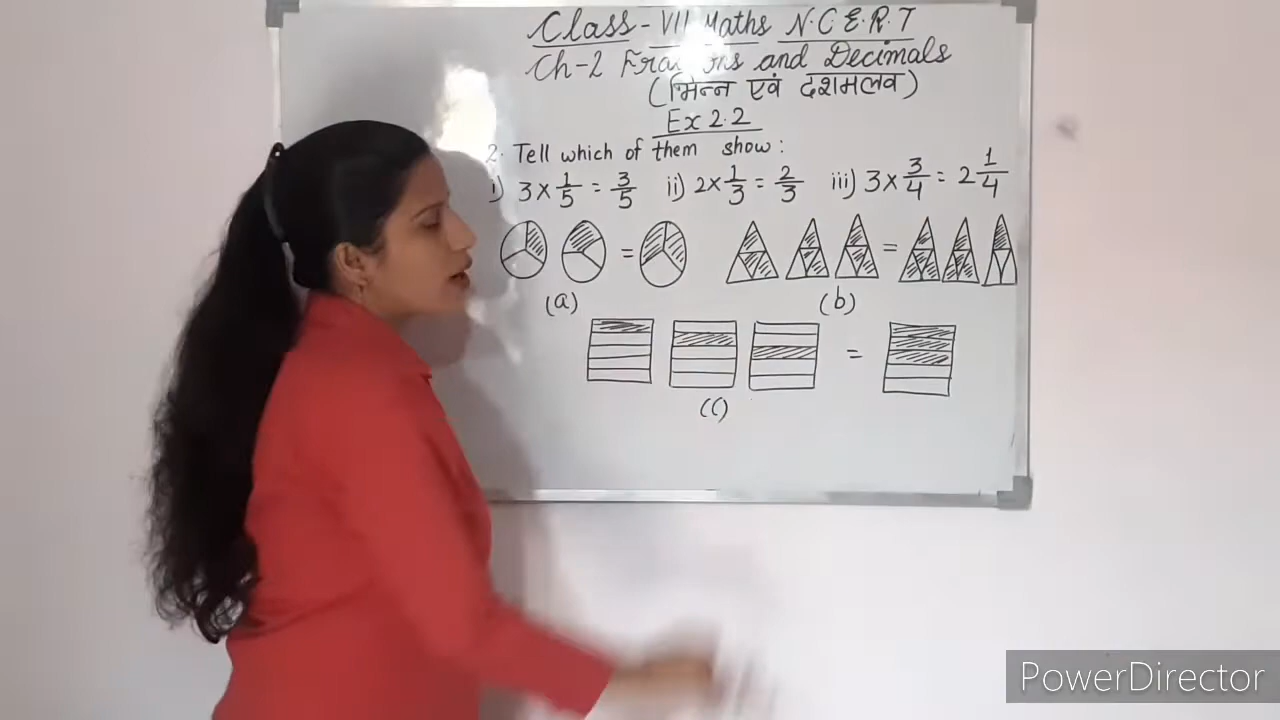 Class - VII Maths N.C.E.R.T
Ch-2 Fractions and Decimals
(भिन्न एवं दशमलव)
Ex 2.2
2. Tell which of them show :
i) 3 × 1/5 = 3/5 ii) 2 × 1/3 = 2/3 iii) 3 × 3/4 = 2 1/4
= =
(a) (b)
=
(c)
PowerDirector